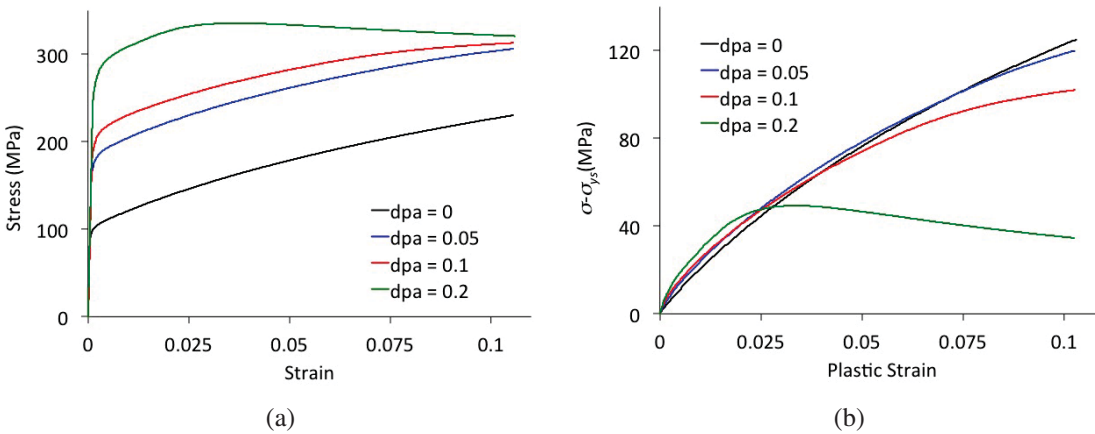 Stress (MPa)
300
200
100
0
0
0.025
0.05
0.075
0.1
Strain
dpa = 0
dpa = 0.05
dpa = 0.1
dpa = 0.2
(a)
σ-σys(MPa)
120
80
40
0
0
0.025
0.05
0.075
0.1
Plastic Strain
dpa = 0
dpa = 0.05
dpa = 0.1
dpa = 0.2
(b)